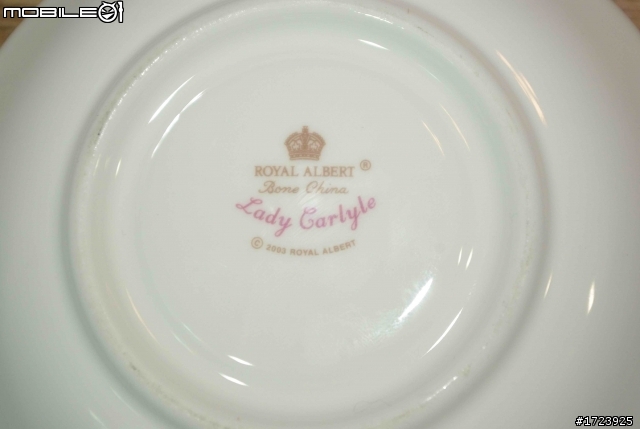 MOBILE01
ROYAL ALBERT ®
Bone China
Lady Carlyle
© 2003 ROYAL ALBERT
#1723925